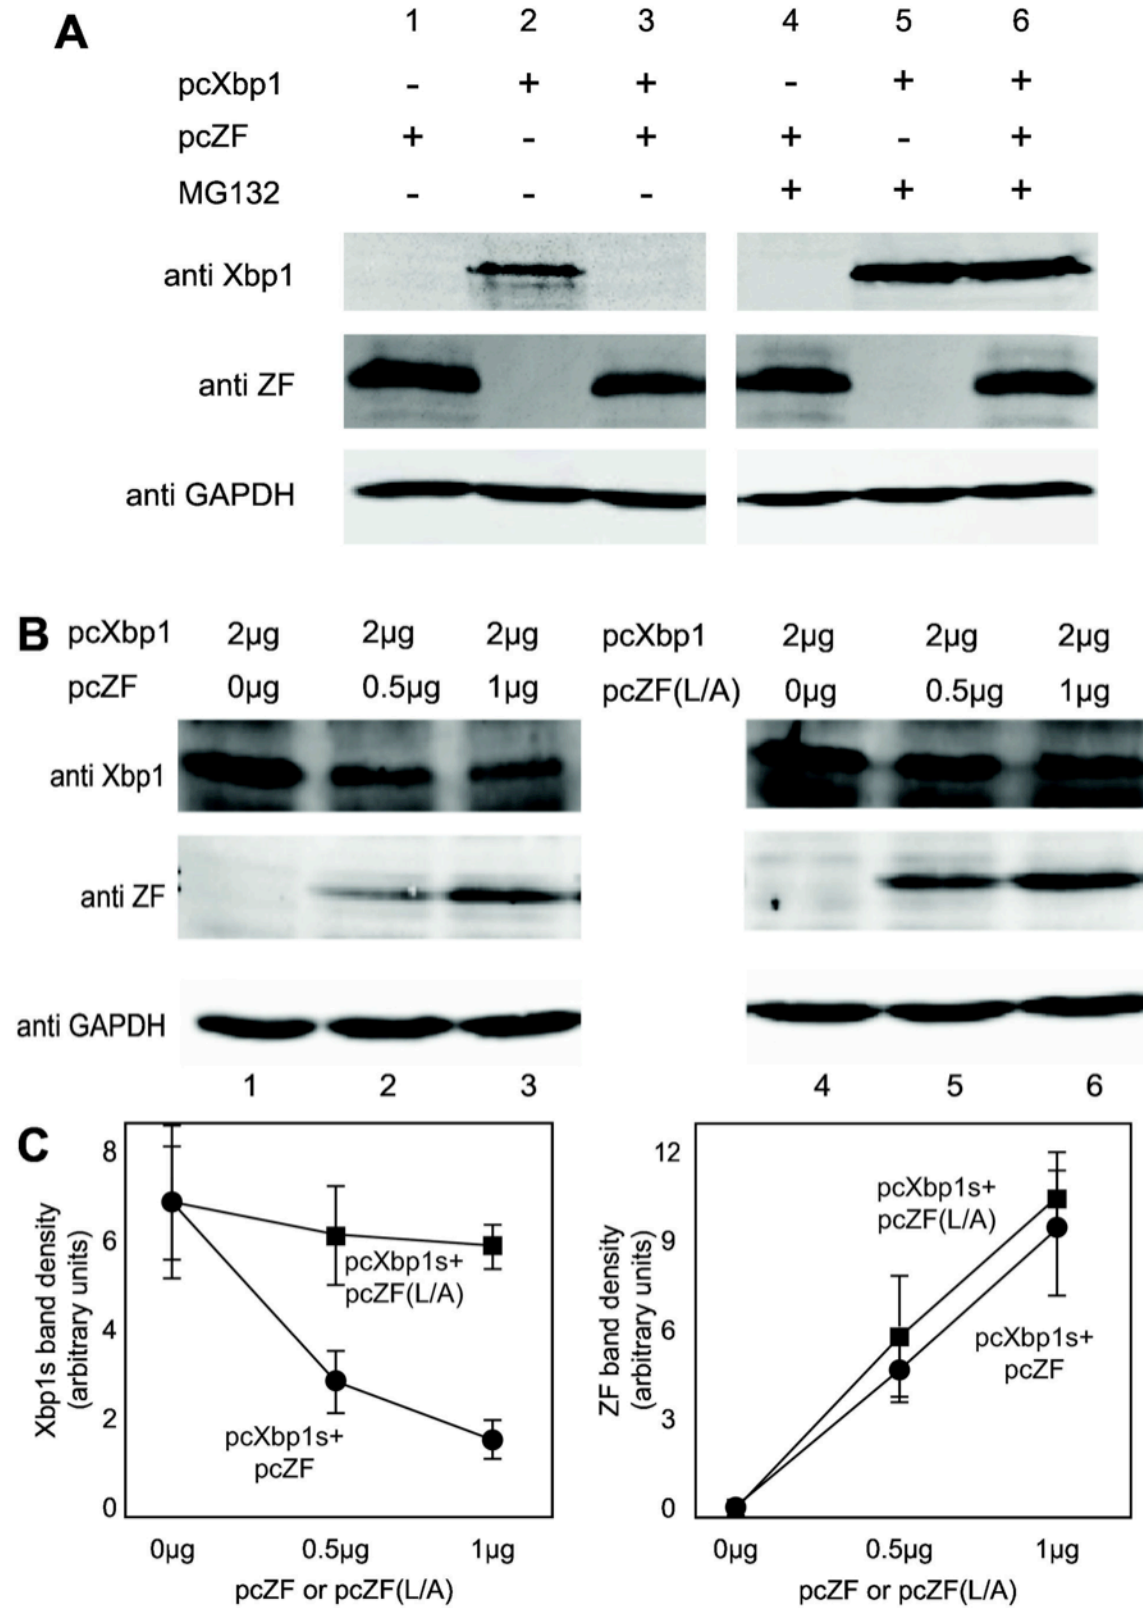 A
1 2 3 4 5 6
pcXbp1 - + + - + +
pcZF + - + + - +
MG132 - - - + + +
anti Xbp1
anti ZF
anti GAPDH
B
pcXbp1 2µg 2µg 2µg
pcZF 0µg 0.5µg 1µg
anti Xbp1
anti ZF
anti GAPDH
1 2 3
pcXbp1 2µg 2µg 2µg
pcZF(L/A) 0µg 0.5µg 1µg
4 5 6
C
Xbp1s band density
(arbitrary units)
8
6
4
2
0
pcXbp1s+
pcZF(L/A)
pcXbp1s+
pcZF
0µg 0.5µg 1µg
pcZF or pcZF(L/A)
ZF band density
(arbitrary units)
12
9
6
3
0
pcXbp1s+
pcZF(L/A)
pcXbp1s+
pcZF
0µg 0.5µg 1µg
pcZF or pcZF(L/A)